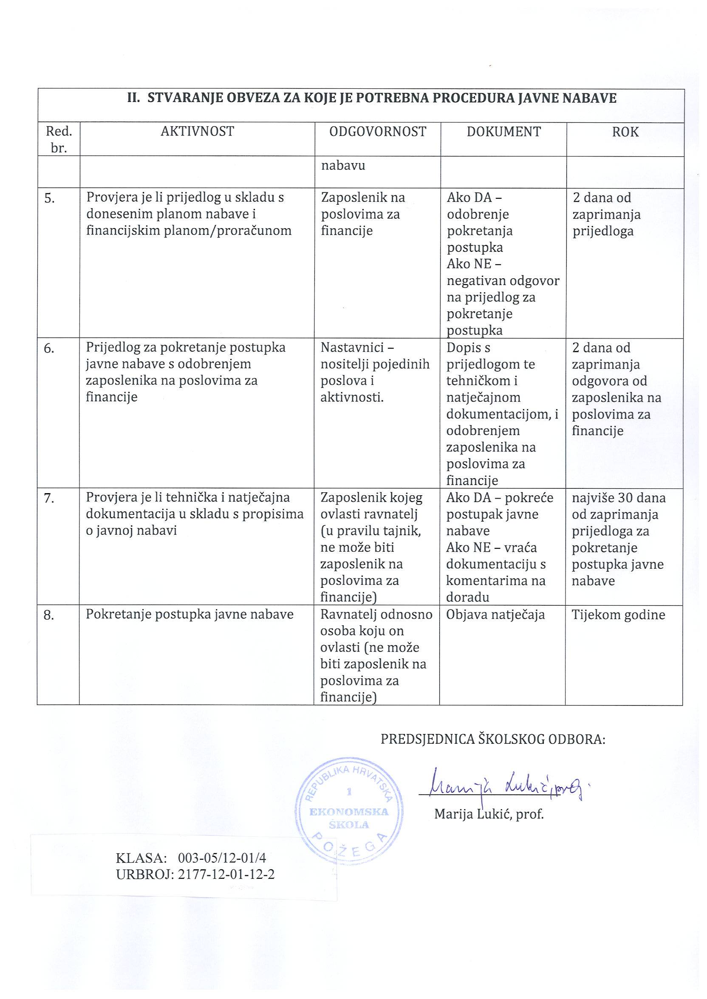 II. STVARANJE OBVEZA ZA KOJE JE POTREBNA PROCEDURA JAVNE NABAVE
Red. br.
AKTIVNOST
ODGOVORNOST
DOKUMENT
ROK
nabavu
5.
Provjera je li prijedlog u skladu s
donesenim planom nabave i
financijskim planom/proračunom
Zaposlenik na
poslovima za
financije
Ako DA –
odobrenje
pokretanja
postupka
Ako NE –
negativan odgovor
na prijedlog za
pokretanje
postupka
2 dana od
zaprimanja
prijedloga
6.
Prijedlog za pokretanje postupka
javne nabave s odobrenjem
zaposlenika na poslovima za
financije
Nastavnici –
nositelji pojedinih
poslova i
aktivnosti.
Dopis s
prijedlogom te
tehničkom i
natječajnom
dokumentacijom, i
odobrenjem
zaposlenika na
poslovima za
financije
2 dana od
zaprimanja
odgovora od
zaposlenika na
poslovima za
financije
7.
Provjera je li tehnička i natječajna
dokumentacija u skladu s propisima
o javnoj nabavi
Zaposlenik kojeg
ovlasti ravnatelj
(u pravilu tajnik,
ne može biti
zaposlenik na
poslovima za
financije)
Ako DA – pokreće
postupak javne
nabave
Ako NE – vraća
dokumentaciju s
komentarima na
doradu
najviše 30 dana
od zaprimanja
prijedloga za
pokretanje
postupka javne
nabave
8.
Pokretanje postupka javne nabave
Ravnatelj odnosno
osoba koju on
ovlasti (ne može
biti zaposlenik na
poslovima za
financije)
Objava natječaja
Tijekom godine
PREDSJEDNICA ŠKOLSKOG ODBORA:
REPUBLIKA HRVATSKA
1
EKONOMSKA
ŠKOLA
POŽEGA
Marija Lukić, prof.
Marija Lukić, prof.
KLASA: 003-05/12-01/4
URBROJ: 2177-12-01-12-2